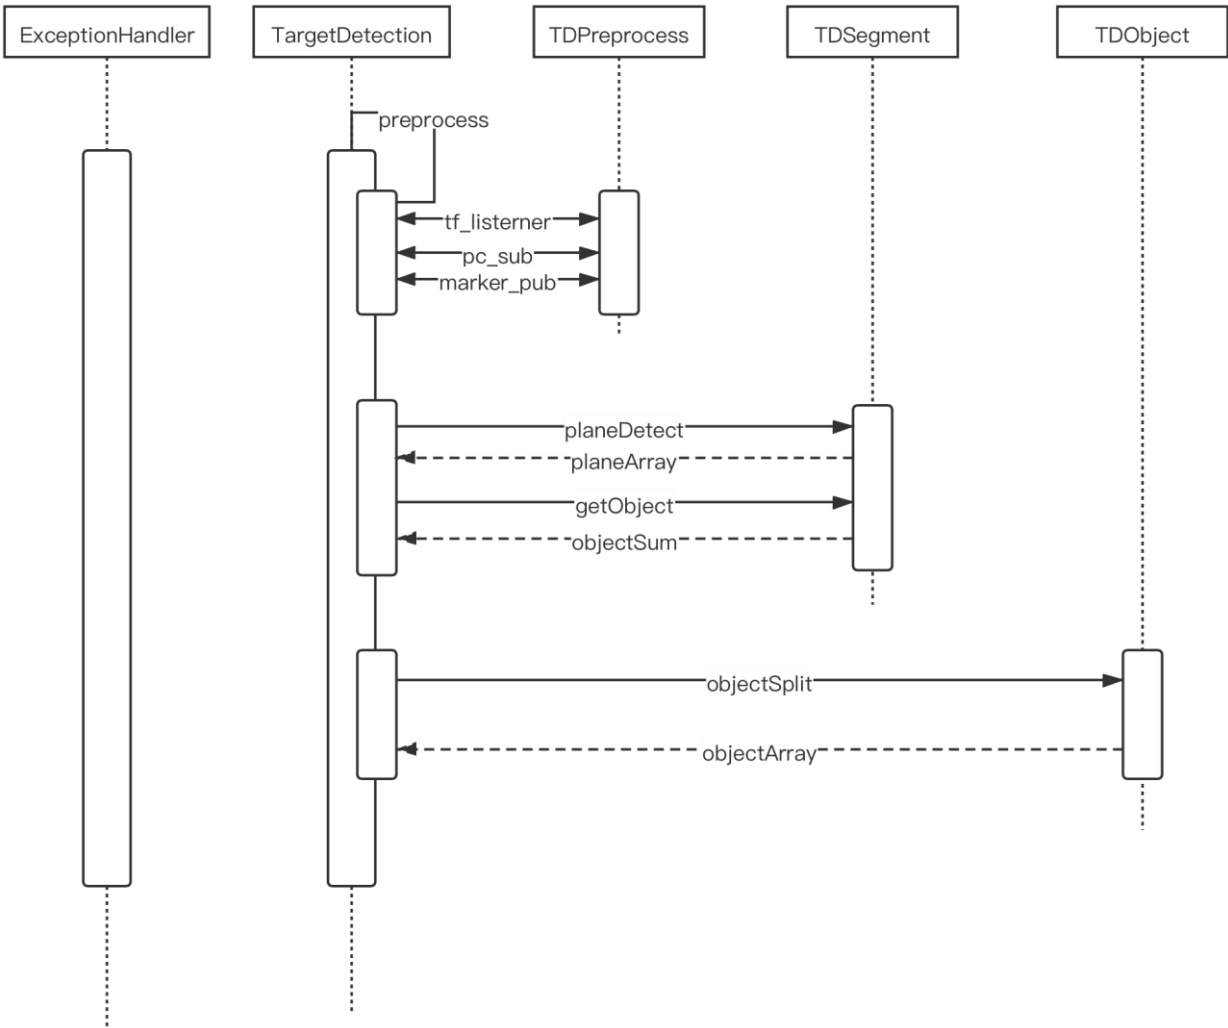 ExceptionHandler
TargetDetection
TDPreprocess
TDSegment
TDObject
preprocess
tf_listerner
pc_sub
marker_pub
planeDetect
planeArray
getObject
objectSum
objectSplit
objectArray